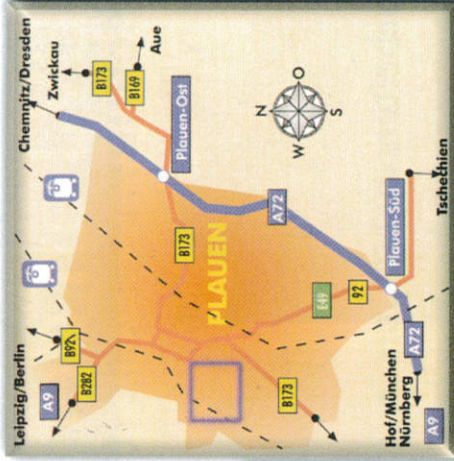 Leipzig/Berlin
A9
B92
B282
Chemnitz/Dresden
Zwickau
B173
Aue
B169
Plauen-Ost
B173
PLAUEN
N
W
O
S
A72
E49
92
Plauen-Süd
Tschechien
B173
Hof/München
Nürnberg
A72
A9